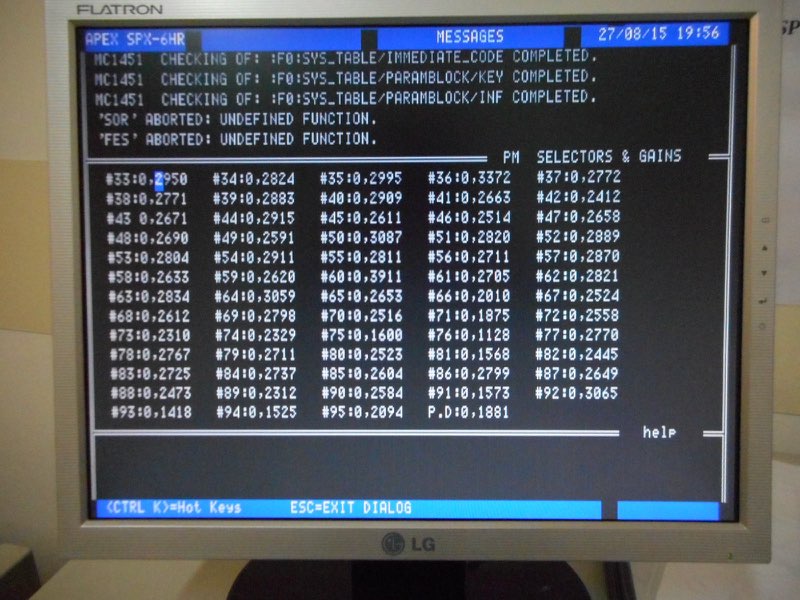 FLATRON
APEX SPX-6HR MESSAGES 27/08/15 19:56
MC1451 CHECKING OF: :F0:SYS_TABLE/IMMEDIATE_CODE COMPLETED.
MC1451 CHECKING OF: :F0:SYS_TABLE/PARAMBLOCK/KEY COMPLETED.
MC1451 CHECKING OF: :F0:SYS_TABLE/PARAMBLOCK/INF COMPLETED.
'SOR' ABORTED: UNDEFINED FUNCTION.
'FES' ABORTED: UNDEFINED FUNCTION.
PM SELECTORS & GAINS
#33:0,2950 #34:0,2824 #35:0,2995 #36:0,3372 #37:0,2772
#38:0,2771 #39:0,2883 #40:0,2909 #41:0,2663 #42:0,2412
#43 0,2671 #44:0,2915 #45:0,2611 #46:0,2514 #47:0,2658
#48:0,2690 #49:0,2591 #50:0,3087 #51:0,2820 #52:0,2889
#53:0,2804 #54:0,2911 #55:0,2811 #56:0,2711 #57:0,2870
#58:0,2633 #59:0,2620 #60:0,3911 #61:0,2705 #62:0,2821
#63:0,2834 #64:0,3059 #65:0,2653 #66:0,2010 #67:0,2524
#68:0,2612 #69:0,2798 #70:0,2516 #71:0,1875 #72:0,2558
#73:0,2310 #74:0,2329 #75:0,1600 #76:0,1128 #77:0,2770
#78:0,2767 #79:0,2711 #80:0,2523 #81:0,1568 #82:0,2445
#83:0,2725 #84:0,2737 #85:0,2604 #86:0,2799 #87:0,2649
#88:0,2473 #89:0,2312 #90:0,2584 #91:0,1573 #92:0,3065
#93:0,1418 #94:0,1525 #95:0,2094 P.D:0,1881
help
<CTRL K>=Hot Keys ESC=EXIT DIALOG
LG